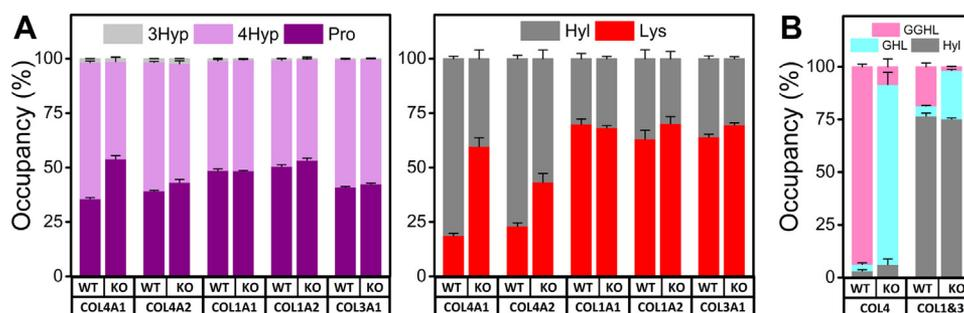 A
3Hyp 4Hyp Pro
Occupancy (%)
100
75
50
25
0
WT KO WT KO WT KO WT KO WT KO
COL4A1 COL4A2 COL1A1 COL1A2 COL3A1
Hyl Lys
Occupancy (%)
100
75
50
25
0
WT KO WT KO WT KO WT KO WT KO
COL4A1 COL4A2 COL1A1 COL1A2 COL3A1
B
GGHL
GHL Hyl
Occupancy (%)
100
75
50
25
0
WT KO WT KO
COL4 COL1&3